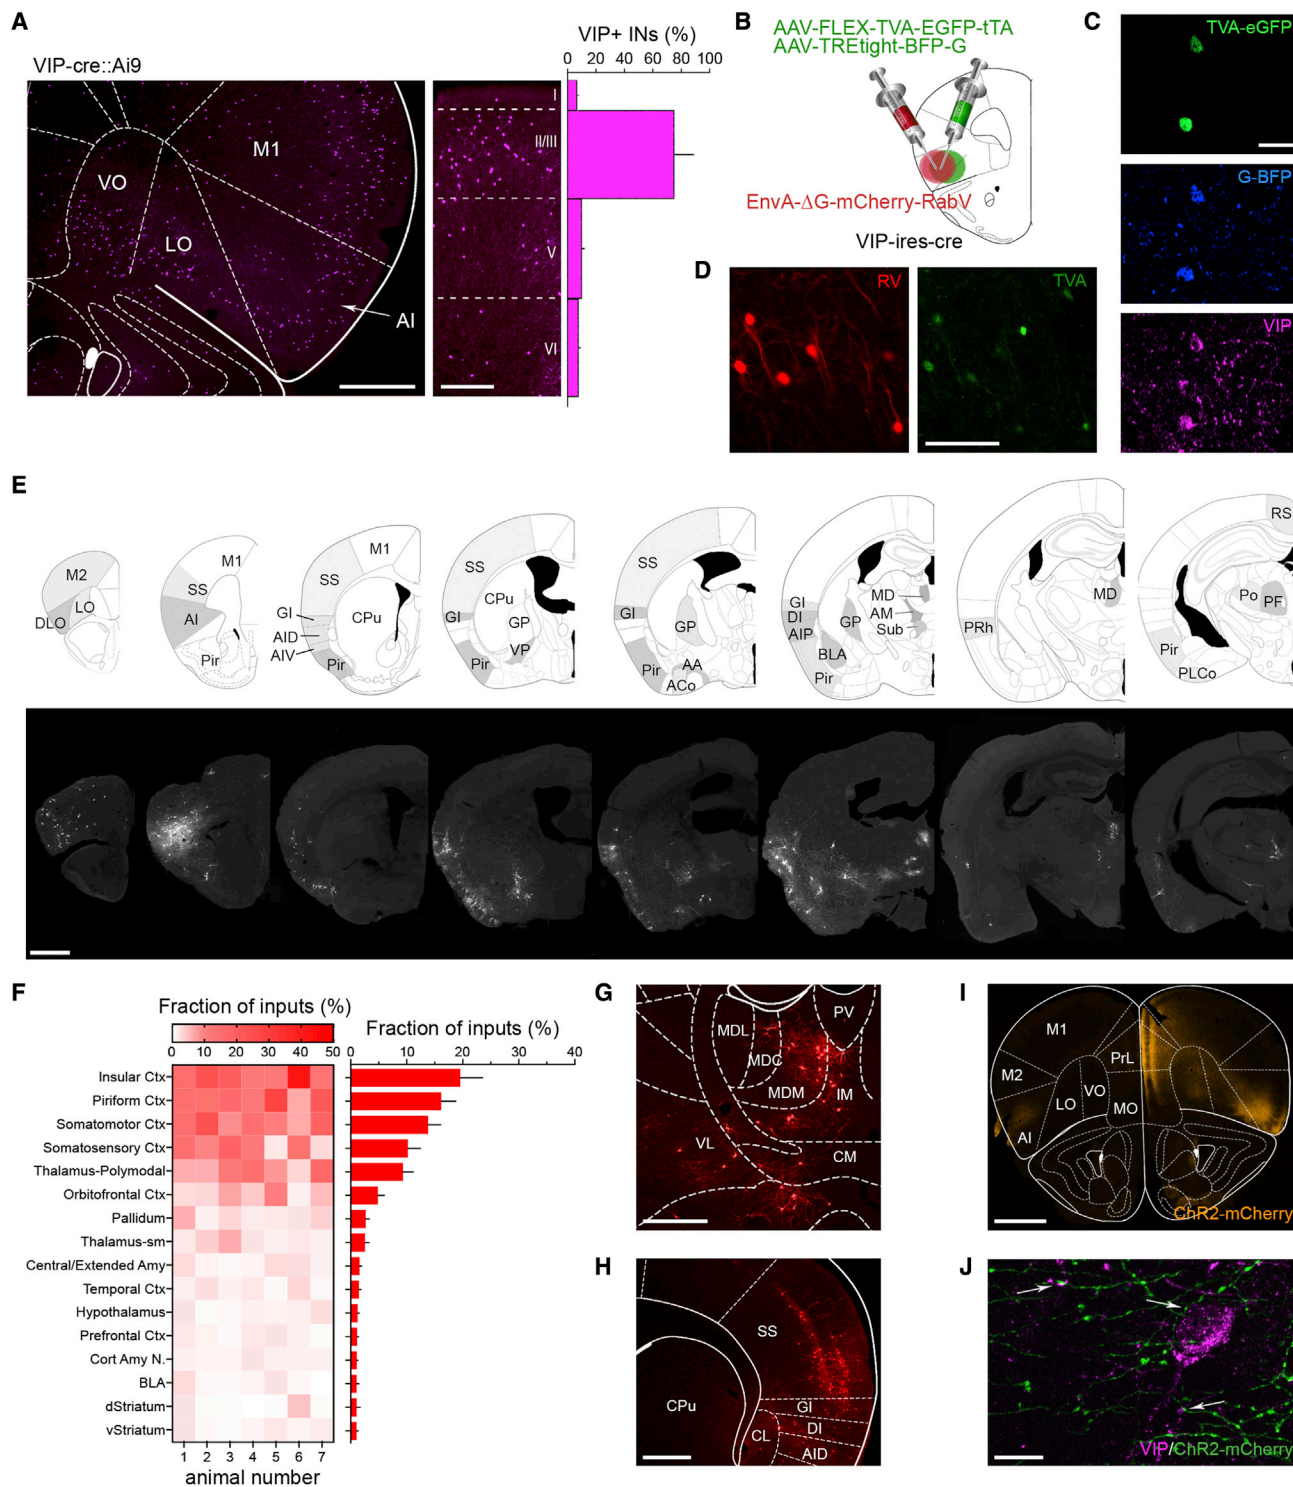 A
VIP-cre::Ai9
VO
M1
LO
AI
VIP+ INs (%)
0 20 40 60 80 100
I
II/III
V
VI
B
AAV-FLEX-TVA-EGFP-tTA
AAV-TREtight-BFP-G
EnvA-ΔG-mCherry-RabV
VIP-ires-cre
C
TVA-eGFP
G-BFP
VIP
D
RV
TVA
E
M2
LO
DLO
M1
SS
AI
Pir
M1
SS
GI
CPu
AID
AIV
Pir
SS
CPu
GI
GP
Pir
VP
SS
GI
GP
Pir
AA
ACo
GI
DI
AIP
GP
MD
AM
Sub
BLA
Pir
PRh
MD
RS
Po
PF
Pir
PLCo
F
Fraction of inputs (%)
0 10 20 30 40 50
Fraction of inputs (%)
0 10 20 30 40
Insular Ctx
Piriform Ctx
Somatomotor Ctx
Somatosensory Ctx
Thalamus-Polymodal
Orbitofrontal Ctx
Pallidum
Thalamus-sm
Central/Extended Amy
Temporal Ctx
Hypothalamus
Prefrontal Ctx
Cort Amy N.
BLA
dStriatum
vStriatum
1 2 3 4 5 6 7
animal number
G
MDL
PV
MDC
MDM
IM
VL
CM
H
SS
CPu
GI
CL
DI
AID
I
M1
PrL
M2
VO
LO
MO
AI
ChR2-mCherry
J
VIP/ChR2-mCherry